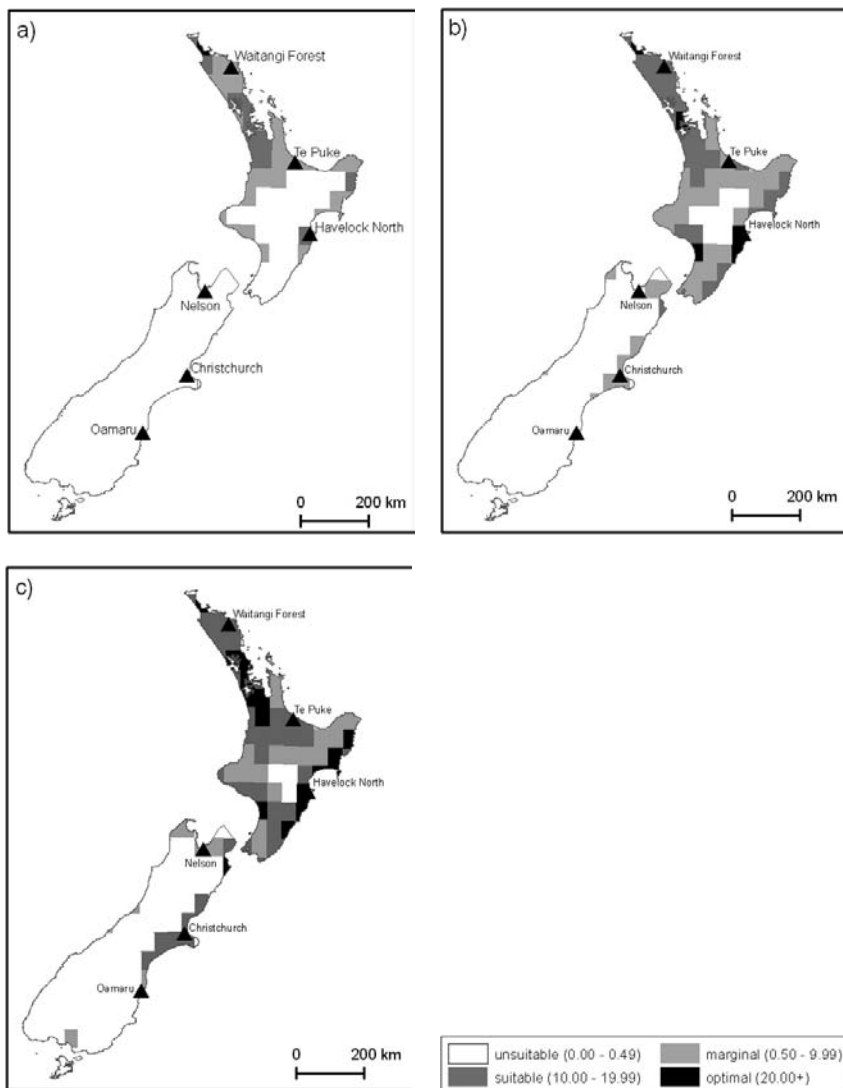 a)
Waitangi Forest
Te Puke
Havelock North
Nelson
Christchurch
Oamaru
0 200 km
b)
Waitangi Forest
Te Puke
Havelock North
Nelson
Christchurch
Oamaru
0 200 km
c)
Waitangi Forest
Te Puke
Havelock North
Nelson
Christchurch
Oamaru
0 200 km
unsuitable (0.00 - 0.49) marginal (0.50 - 9.99)
suitable (10.00 - 19.99) optimal (20.00+)